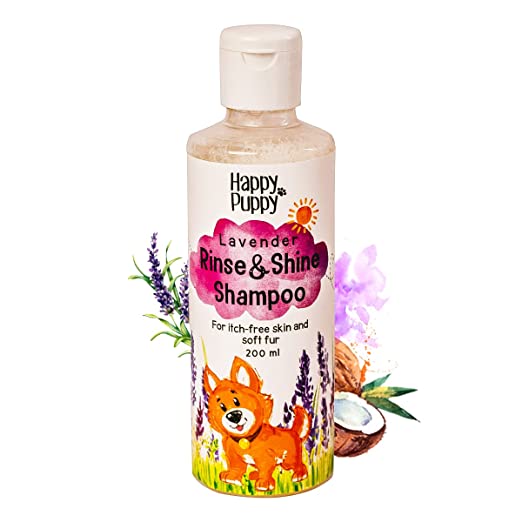 Happy
Puppy
Lavender
Rinse & Shine
Shampoo
For itch-free skin and
soft fur
200 ml